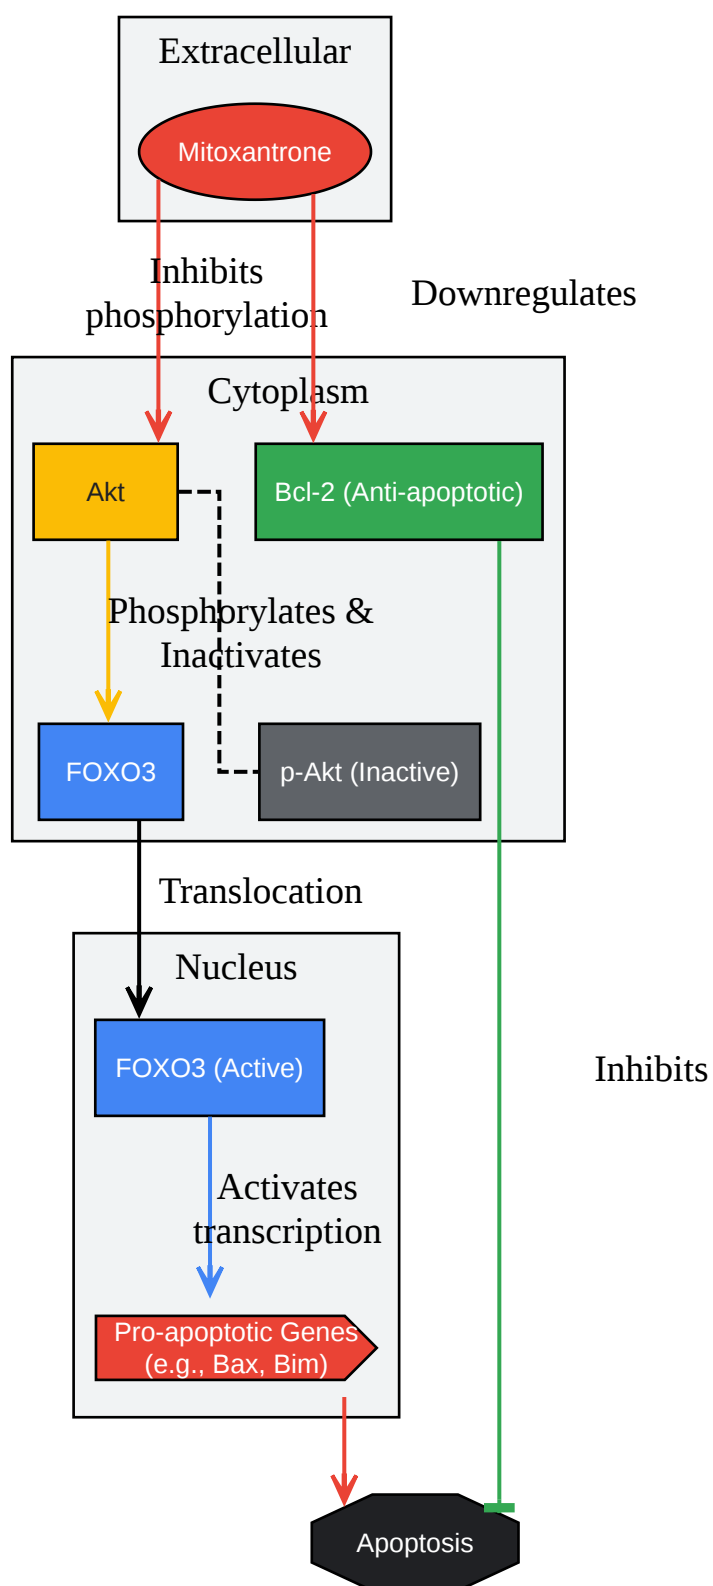 Extracellular
Mitoxantrone
Inhibits
phosphorylation
Downregulates
Cytoplasm
Akt
Bcl-2 (Anti-apoptotic)
Phosphorylates &
Inactivates
FOXO3
p-Akt (Inactive)
Translocation
Nucleus
FOXO3 (Active)
Inhibits
Activates
transcription
Pro-apoptotic Genes
(e.g., Bax, Bim)
Apoptosis